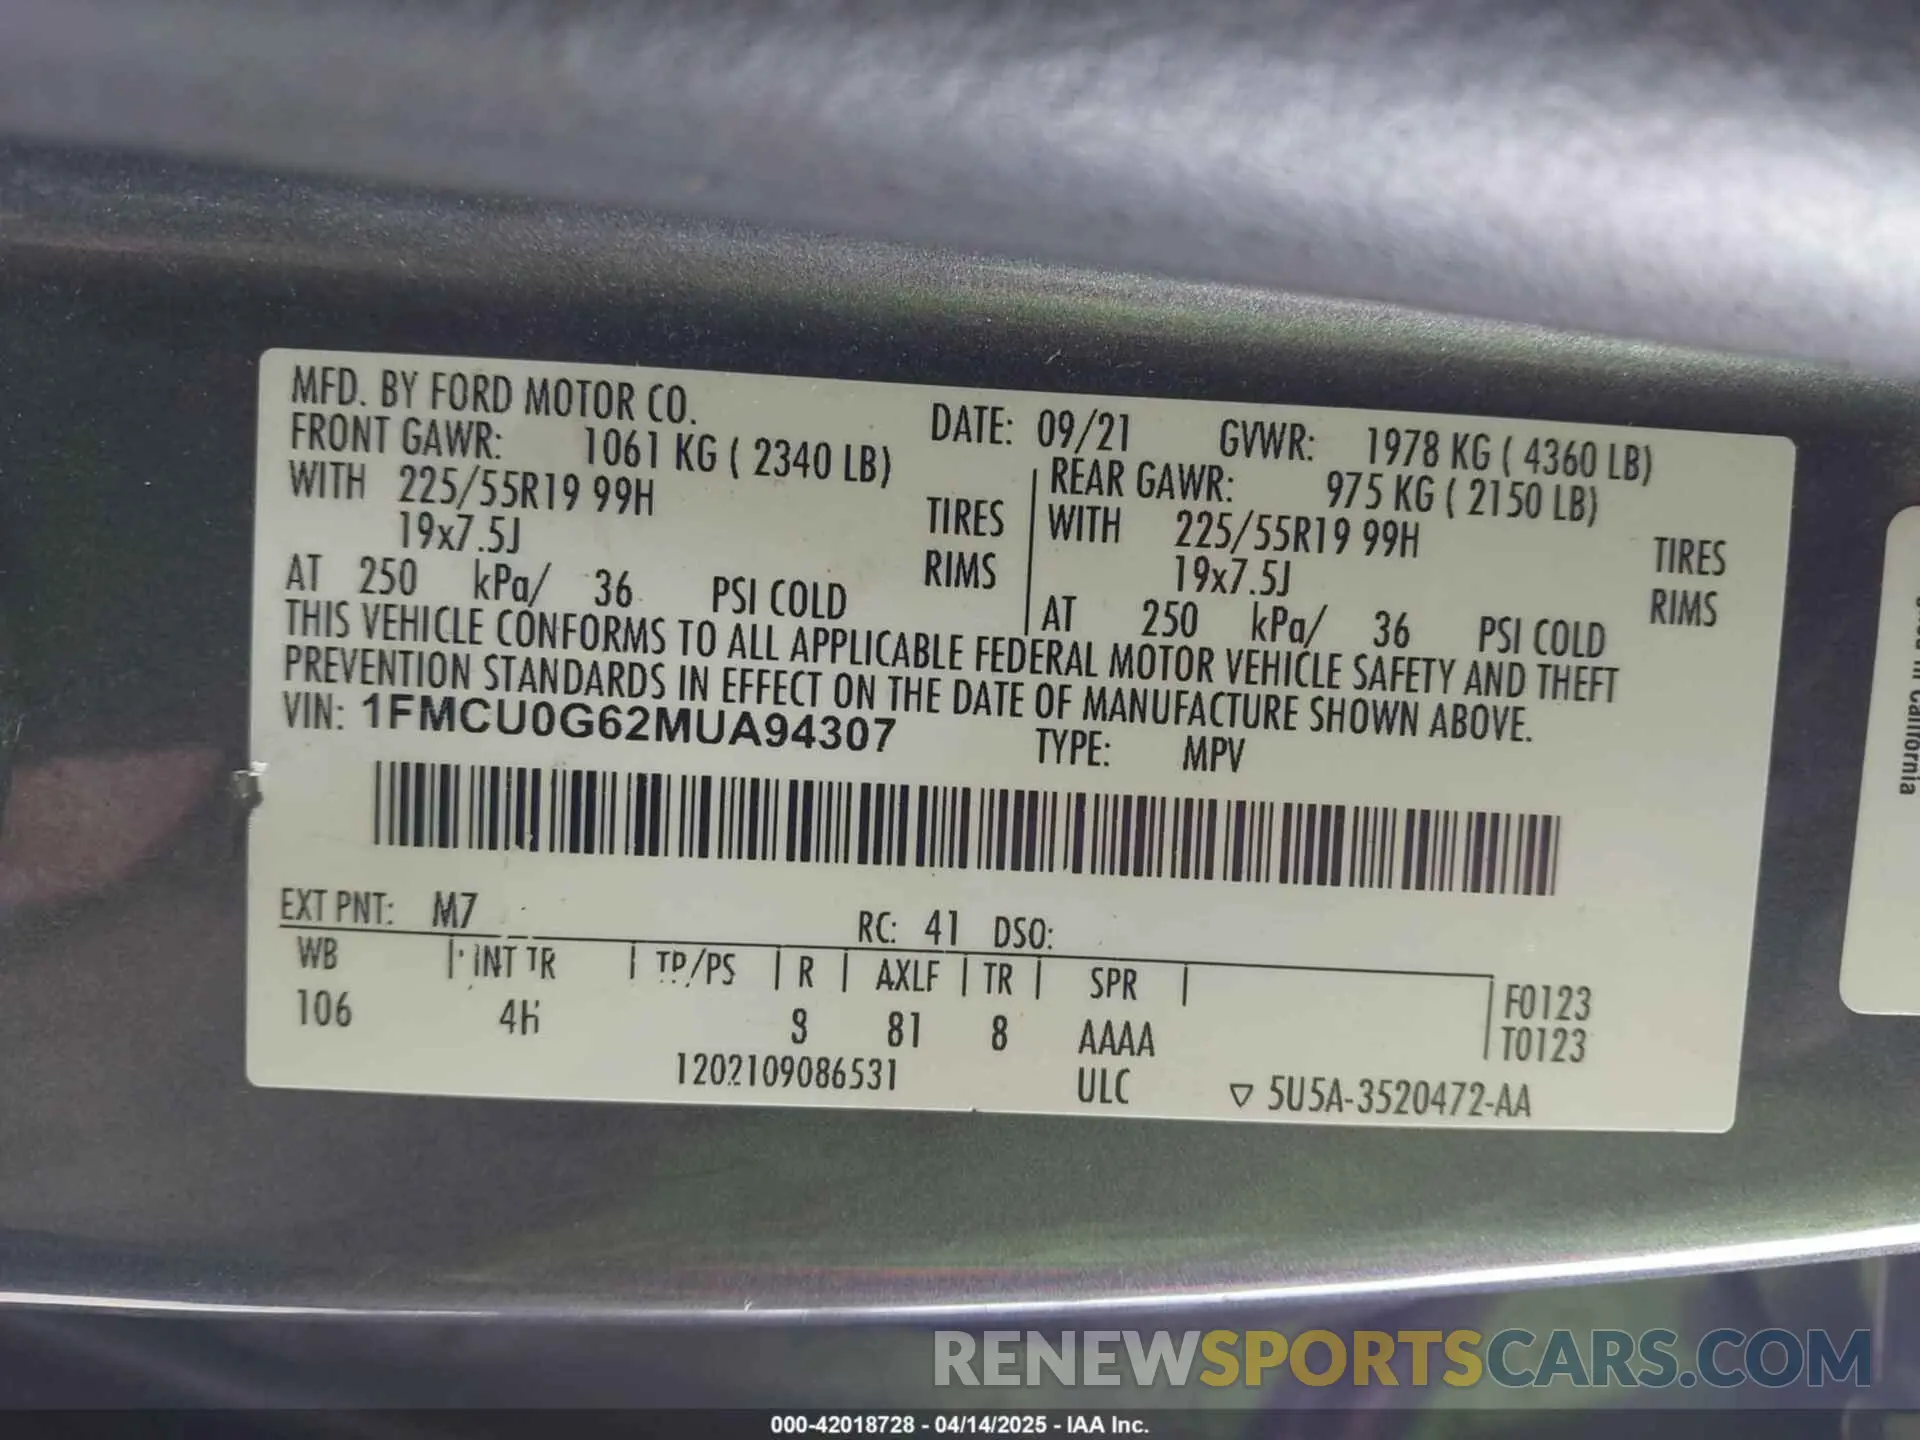 MFD. BY FORD MOTOR CO. DATE: 09/21 GVWR: 1978 KG ( 4360 LB)
FRONT GAWR: 1061 KG ( 2340 LB) REAR GAWR: 975 KG ( 2150 LB)
WITH 225/55R19 99H TIRES WITH 225/55R19 99H TIRES
19x7.5J RIMS 19x7.5J RIMS
AT 250 kPa/ 36 PSI COLD AT 250 kPa/ 36 PSI COLD
THIS VEHICLE CONFORMS TO ALL APPLICABLE FEDERAL MOTOR VEHICLE SAFETY AND THEFT
PREVENTION STANDARDS IN EFFECT ON THE DATE OF MANUFACTURE SHOWN ABOVE.
VIN: 1FMCU0G62MUA94307 TYPE: MPV
EXT PNT: M7 RC: 41 DSO:
WB INT TR TP/PS R AXLF TR SPR F0123
106 4H 8 81 8 AAAA T0123
1202109086531 ULC ▽ 5U5A-3520472-AA
in California
RENEWSPORTSCARS.COM
000-42018728 - 04/14/2025 - IAA Inc.